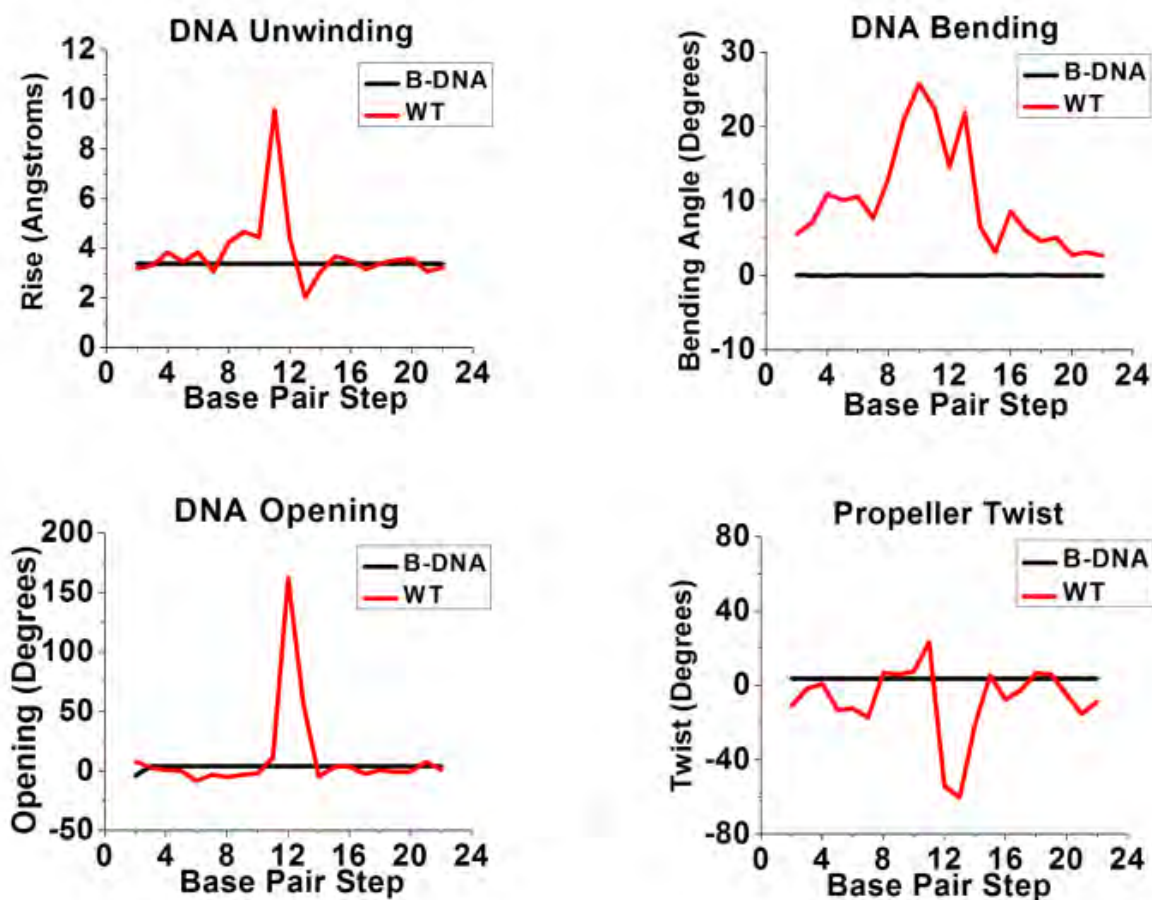 DNA Unwinding
Rise (Angstroms)
12
10
8
6
4
2
0
B-DNA
WT
0 4 8 12 16 20 24
Base Pair Step
DNA Bending
Bending Angle (Degrees)
30
20
10
0
-10
B-DNA
WT
0 4 8 12 16 20 24
Base Pair Step
DNA Opening
Opening (Degrees)
200
150
100
50
0
-50
B-DNA
WT
0 4 8 12 16 20 24
Base Pair Step
Propeller Twist
Twist (Degrees)
80
40
0
-40
-80
B-DNA
WT
0 4 8 12 16 20 24
Base Pair Step